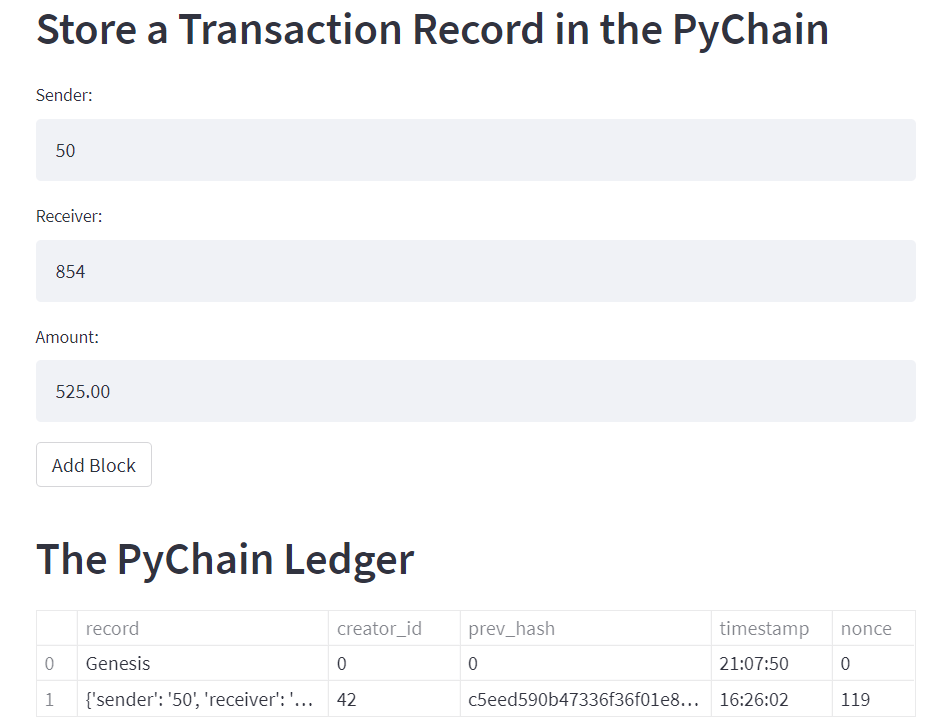 Store a Transaction Record in the PyChain
Sender:
50
Receiver:
854
Amount:
525.00
Add Block
The PyChain Ledger
record creator_id prev_hash timestamp nonce
0 Genesis 0 0 21:07:50 0
1 {'sender': '50', 'receiver': '... 42 c5eed590b47336f36f01e8... 16:26:02 119